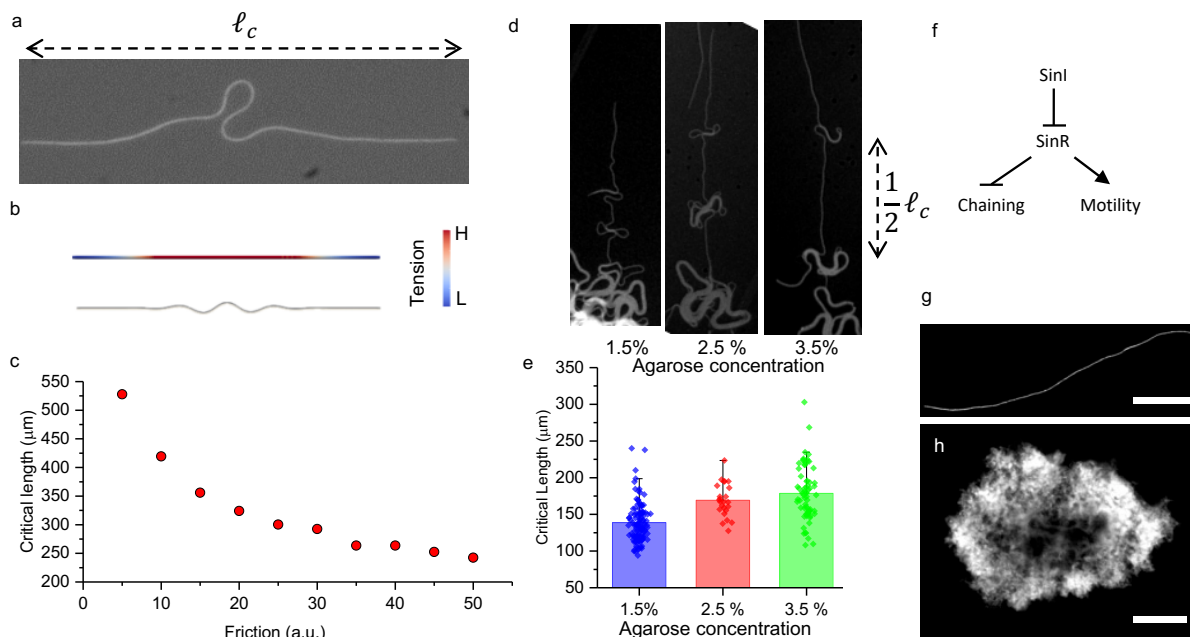 a
ℓc
b
Tension
H
L
c
Critical length (μm)
550
500
450
400
350
300
250
200
0
10
20
30
40
50
Friction (a.u.)
d
1.5%
2.5 %
3.5%
Agarose concentration
1/2 ℓc
e
Critical Length (μm)
350
300
250
200
150
100
50
1.5%
2.5 %
3.5 %
Agarose concentration
f
SinI
SinR
Chaining
Motility
g
h